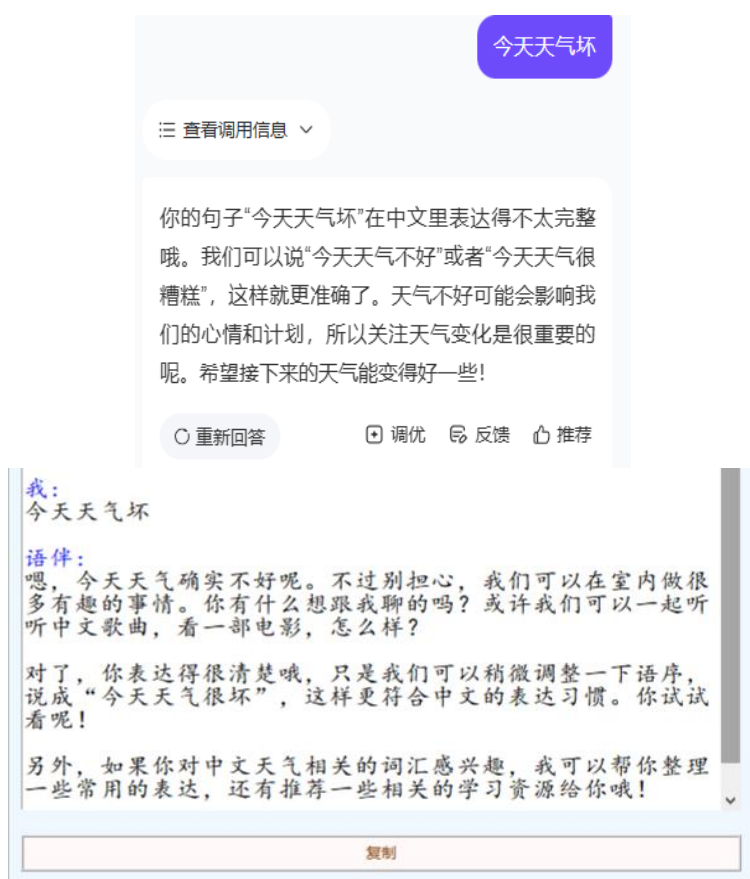 今天天气坏
查看调用信息
你的句子“今天天气坏”在中文里表达得不太完整
哦。我们可以说“今天天气不好”或者“今天天气很
糟糕”，这样就更准确了。天气不好可能会影响我
们的心情和计划，所以关注天气变化是很重要的
呢。希望接下来的天气能变得好一些！
重新回答 调优 反馈 推荐
我：
今天天气坏
语伴：
嗯，今天天气确实不好呢。不过别担心，我们可以在室内做很
多有趣的事情。你有什么想跟我聊的吗？或许我们可以一起听
听中文歌曲，看一部电影，怎么样？
对了，你表达得很清楚哦，只是我们可以稍微调整一下语序，
说成“今天天气很坏”，这样更符合中文的表达习惯。你试试
看呢！
另外，如果你对中文天气相关的词汇感兴趣，我可以帮你整理
一些常用的表达，还有推荐一些相关的学习资源给你哦！
复制